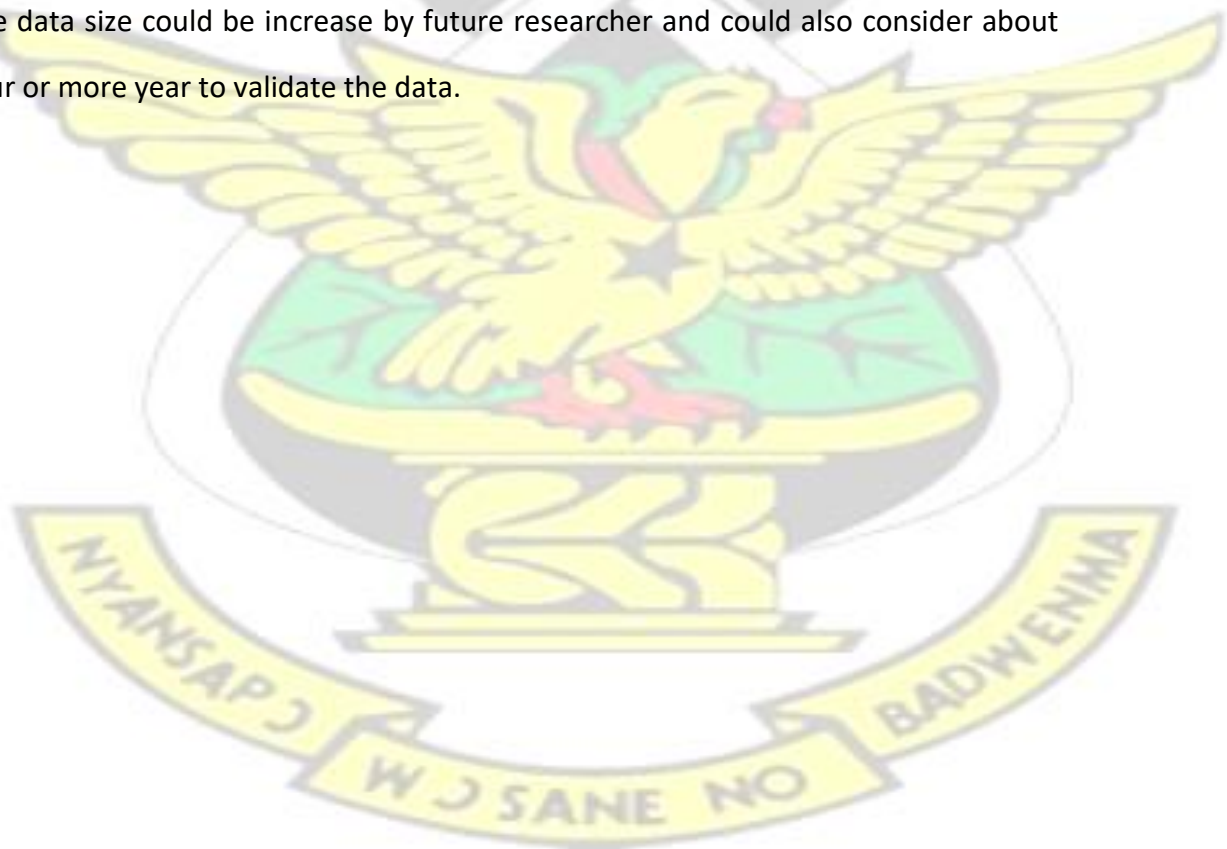 data size could be increase by future researcher and could also consider about
or more year to validate the data.
NYANSAPƆ
WƆ SANE NO
BADWENMA